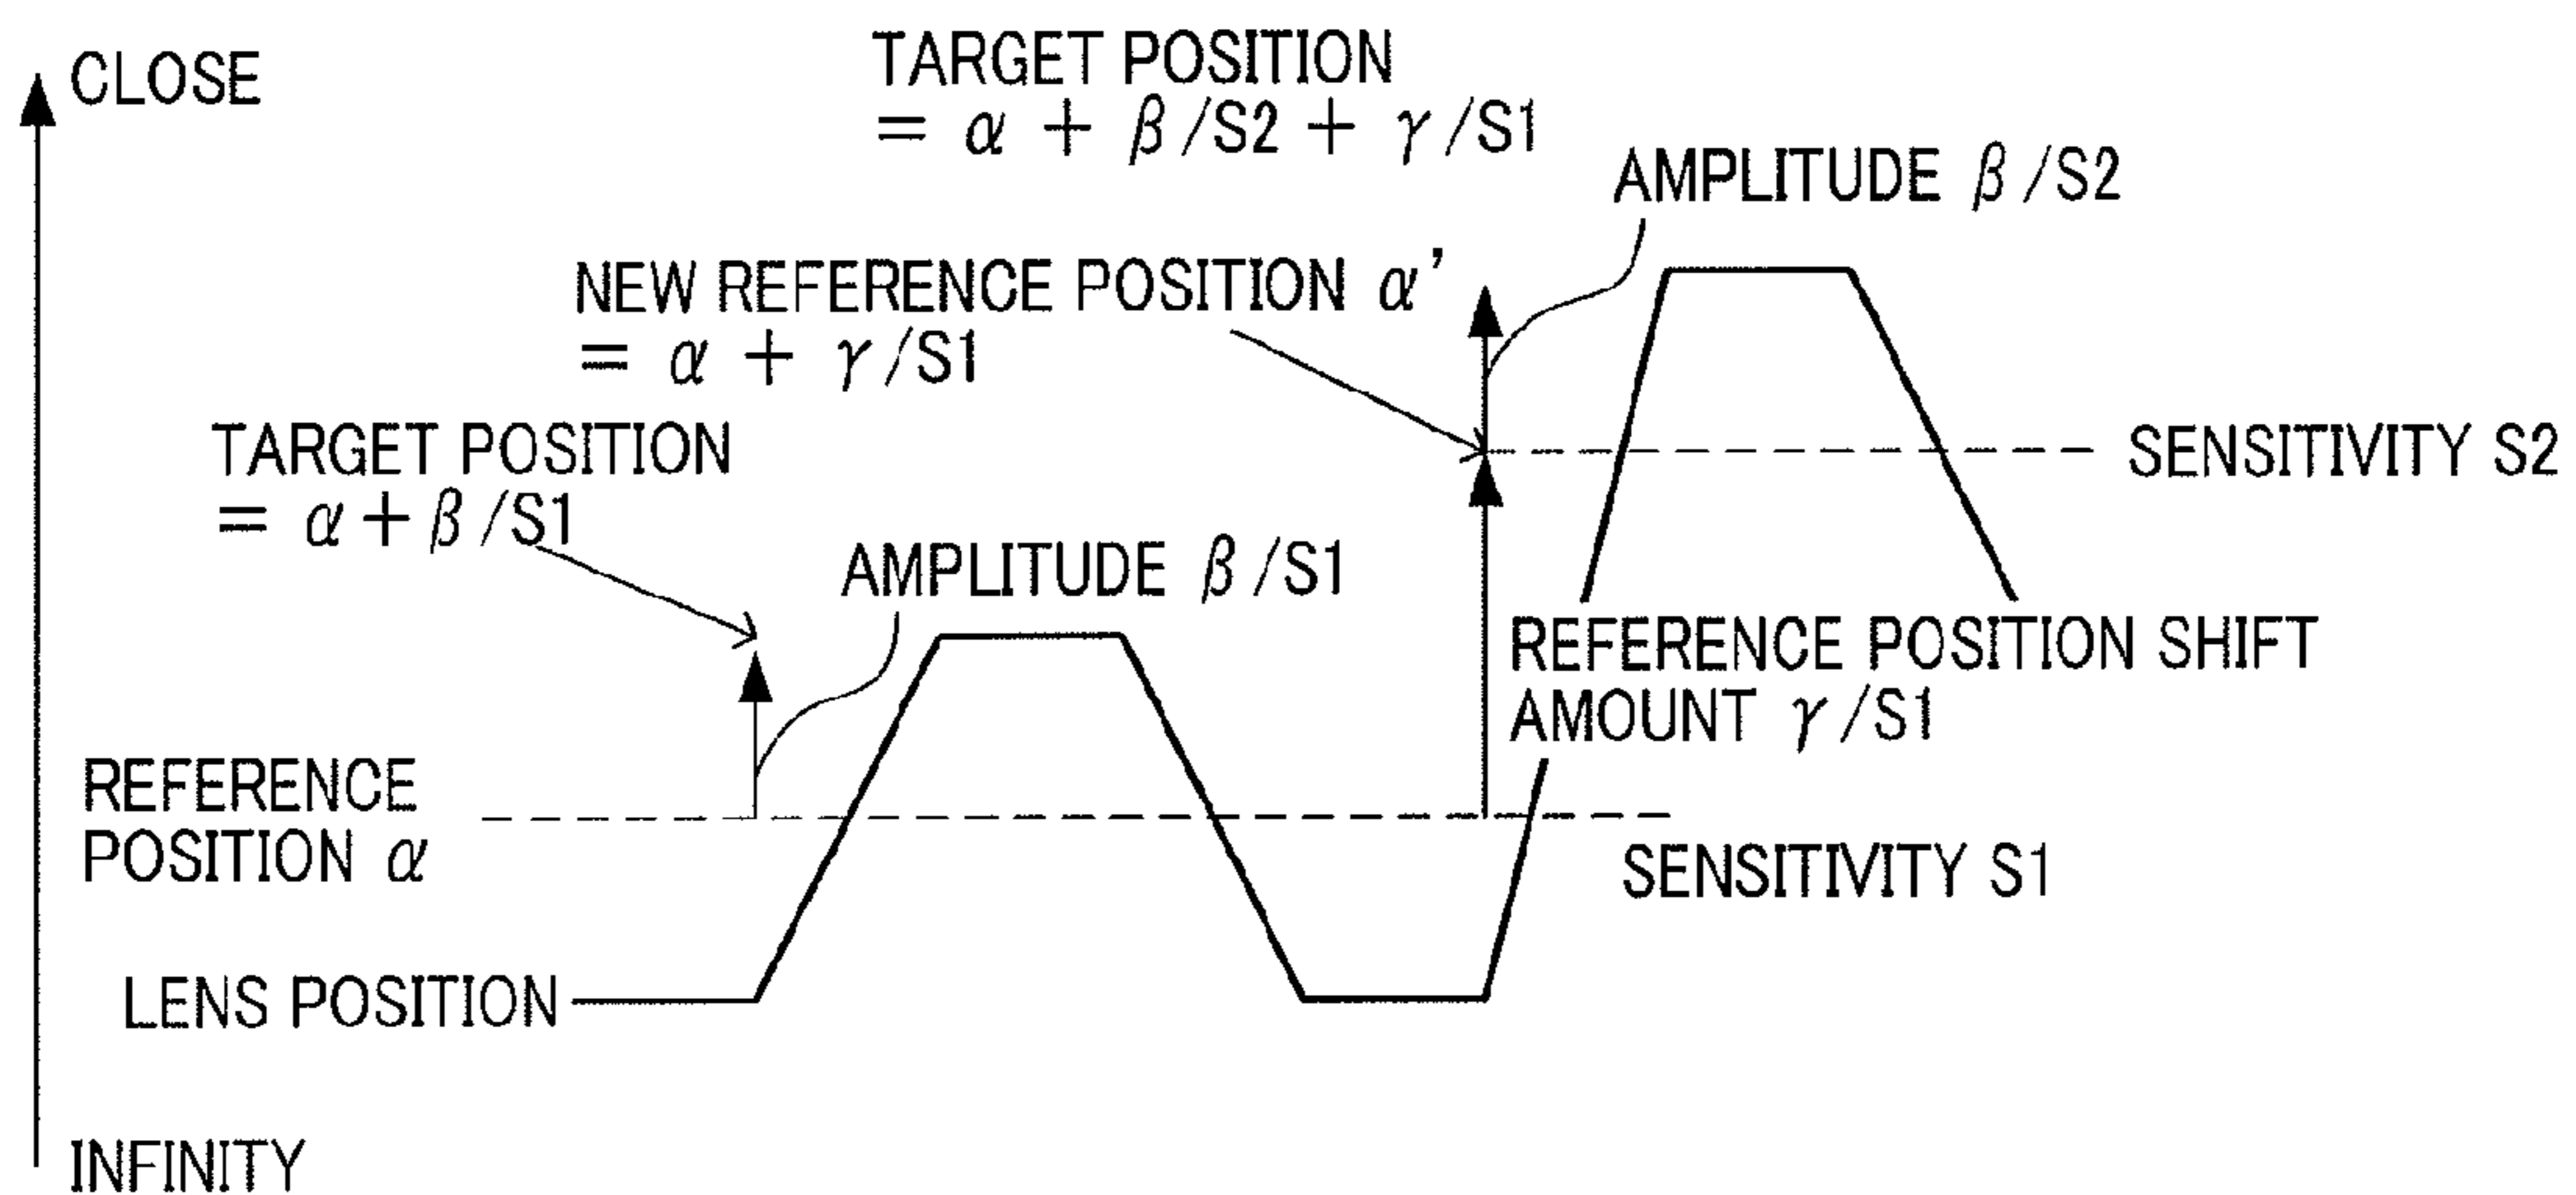 CLOSE
TARGET POSITION
= α + β/S2 + γ/S1
AMPLITUDE β/S2
NEW REFERENCE POSITION α’
= α + γ/S1
TARGET POSITION
= α+β/S1
SENSITIVITY S2
AMPLITUDE β/S1
REFERENCE POSITION SHIFT
AMOUNT γ/S1
REFERENCE
POSITION α
SENSITIVITY S1
LENS POSITION
INFINITY